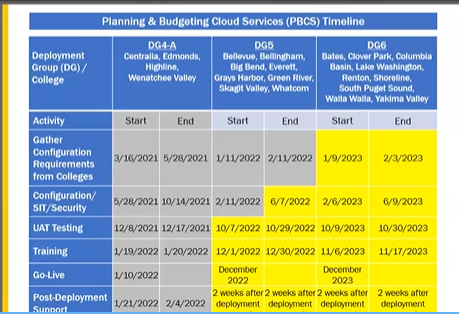 Planning & Budgeting Cloud Services (PBCS) Timeline
Deployment Group (DG) / College
DG4-A
Centralia, Edmonds, Highline, Wenatchee Valley
DG5
Bellevue, Bellingham, Big Bend, Everett, Grays Harbor, Green River, Skagit Valley, Whatcom
DG6
Bates, Clover Park, Columbia Basin, Lake Washington, Renton, Shoreline, South Puget Sound, Walla Walla, Yakima Valley
Activity Start End Start End Start End
Gather Configuration Requirements from Colleges 3/16/2021 5/28/2021 1/11/2022 2/11/2022 1/9/2023 2/3/2023
Configuration/ SIT/Security 5/28/2021 10/14/2021 2/11/2022 6/7/2022 2/6/2023 6/9/2023
UAT Testing 12/8/2021 12/17/2021 10/7/2022 10/29/2022 10/9/2023 10/30/2023
Training 1/19/2022 1/20/2022 12/1/2022 12/30/2022 11/6/2023 11/17/2023
Go-Live 1/10/2022 December 2022 December 2023
Post-Deployment Support 1/21/2022 2/4/2022 2 weeks after deployment 2 weeks after deployment 2 weeks after deployment 2 weeks after deployment